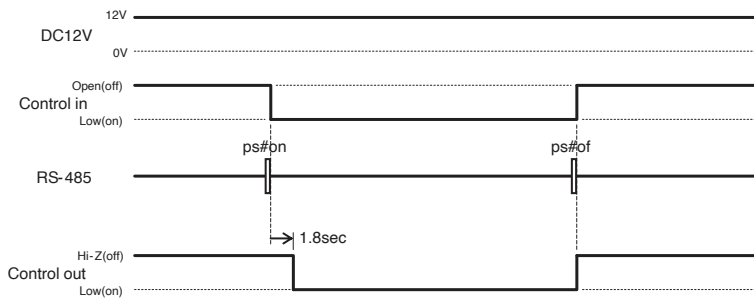 12V
DC12V
0V
Open(off)
Control in
Low(on)
ps#on
ps#of
RS-485
1.8sec
Hi-Z(off)
Control out
Low(on)